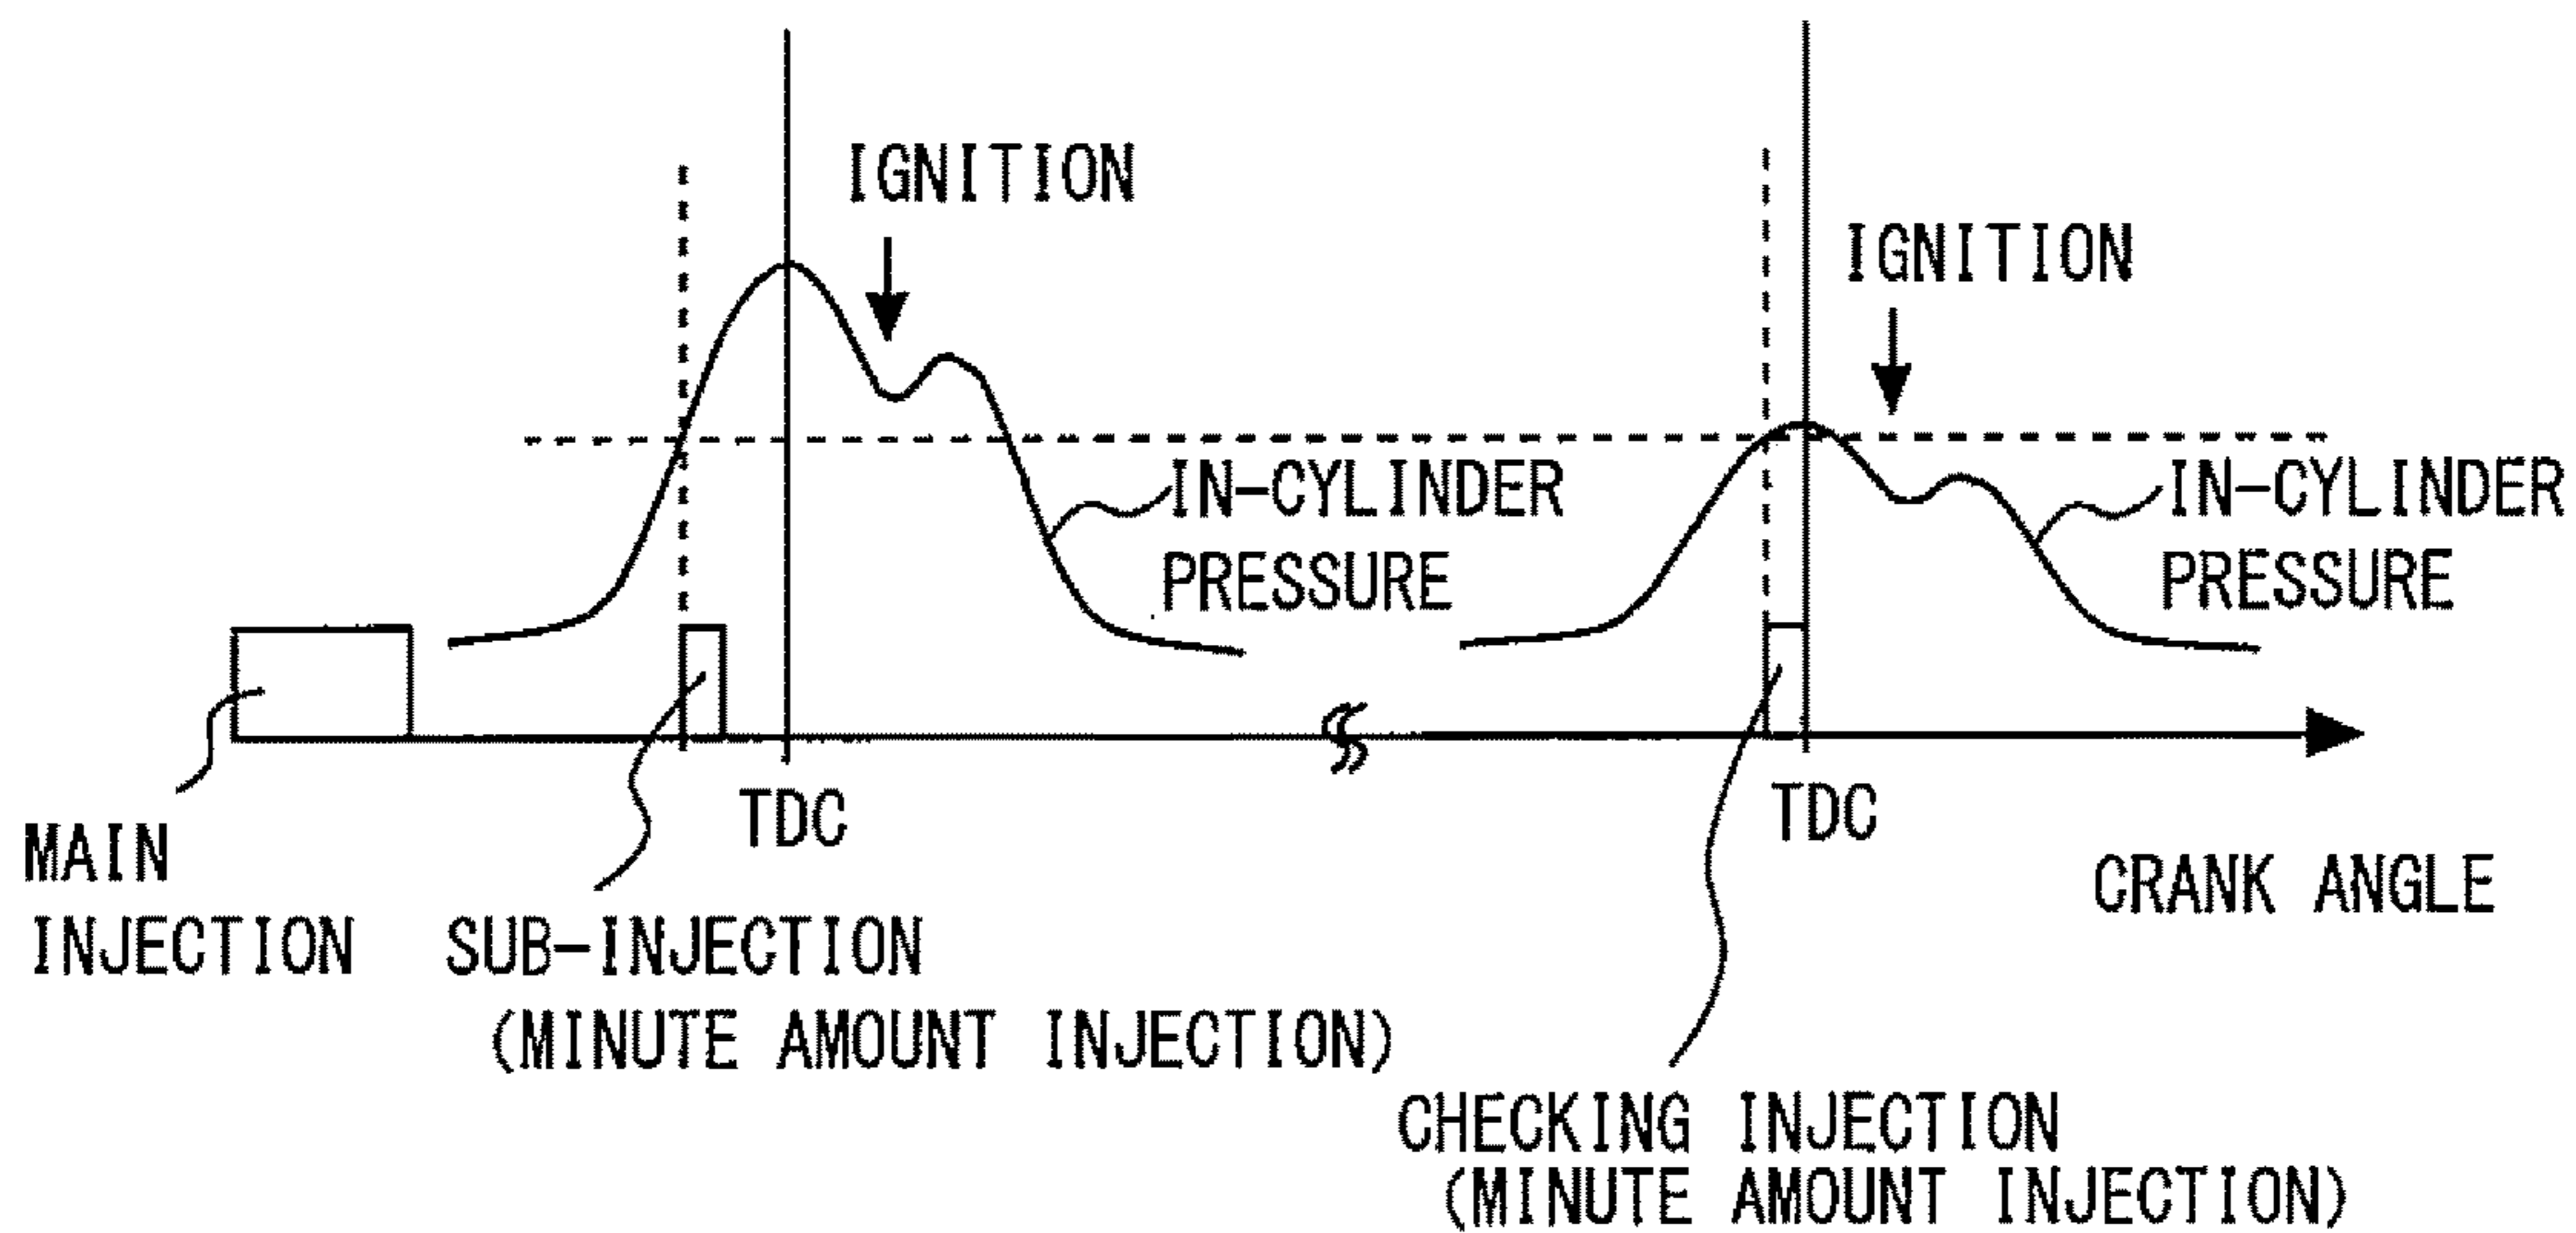 IGNITION
IGNITION
IN-CYLINDER
PRESSURE
IN-CYLINDER
PRESSURE
TDC
TDC
MAIN
INJECTION
SUB-INJECTION
(MINUTE AMOUNT INJECTION)
CRANK ANGLE
CHECKING INJECTION
(MINUTE AMOUNT INJECTION)